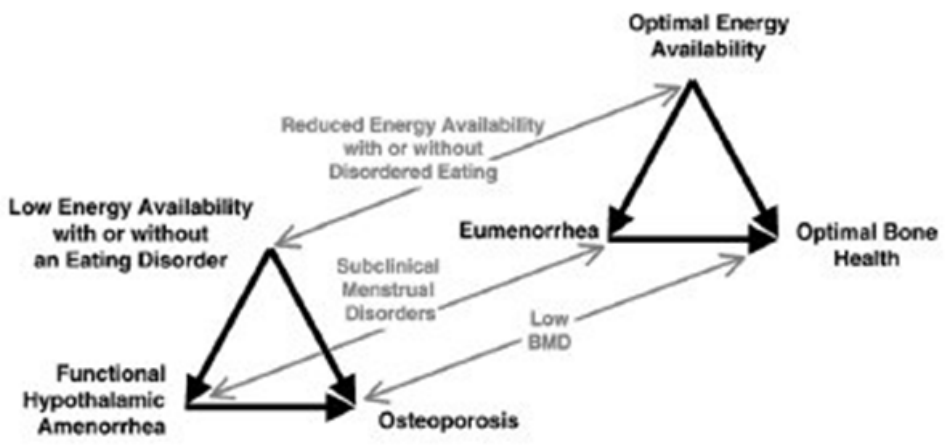 Optimal Energy
Availability
Reduced Energy Availability
with or without
Disordered Eating
Low Energy Availability
with or without
an Eating Disorder
Eumenorrhea
Optimal Bone
Health
Subclinical
Menstrual
Disorders
Low
BMD
Functional
Hypothalamic
Amenorrhea
Osteoporosis